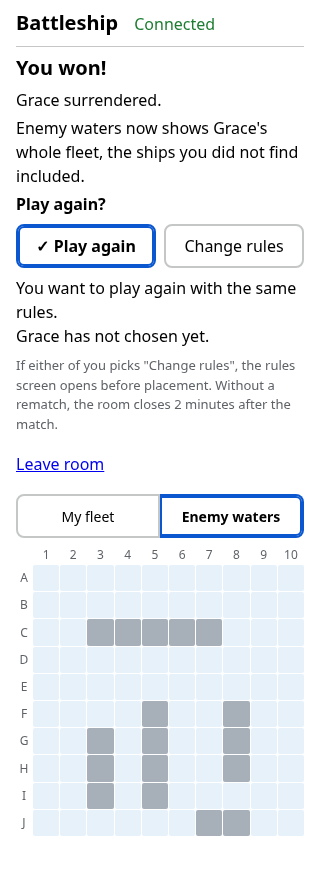 Battleship Connected
You won!
Grace surrendered.
Enemy waters now shows Grace's
whole fleet, the ships you did not find
included.
Play again?
✓ Play again Change rules
You want to play again with the same
rules.
Grace has not chosen yet.
If either of you picks "Change rules", the rules
screen opens before placement. Without a
rematch, the room closes 2 minutes after the
match.
Leave room
My fleet Enemy waters
1 2 3 4 5 6 7 8 9 10
A
B
C
D
E
F
G
H
I
J